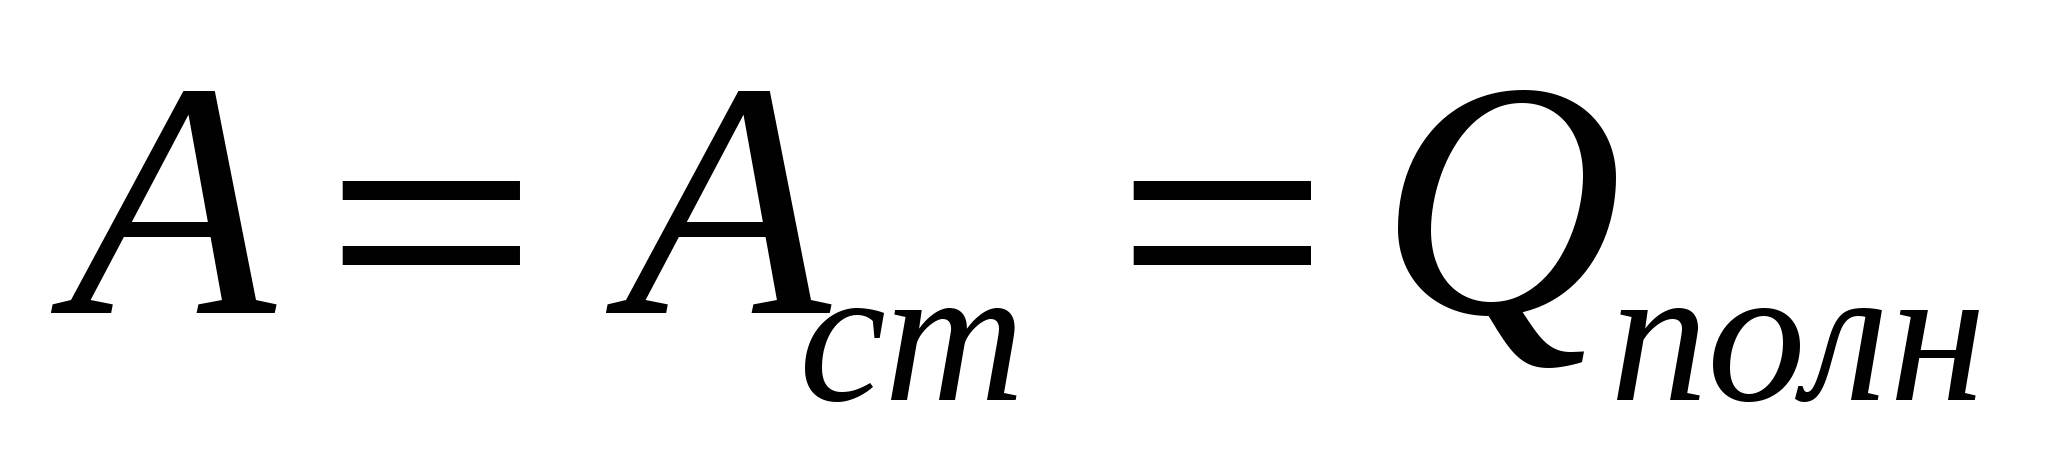 A = A_ст = Q_полн